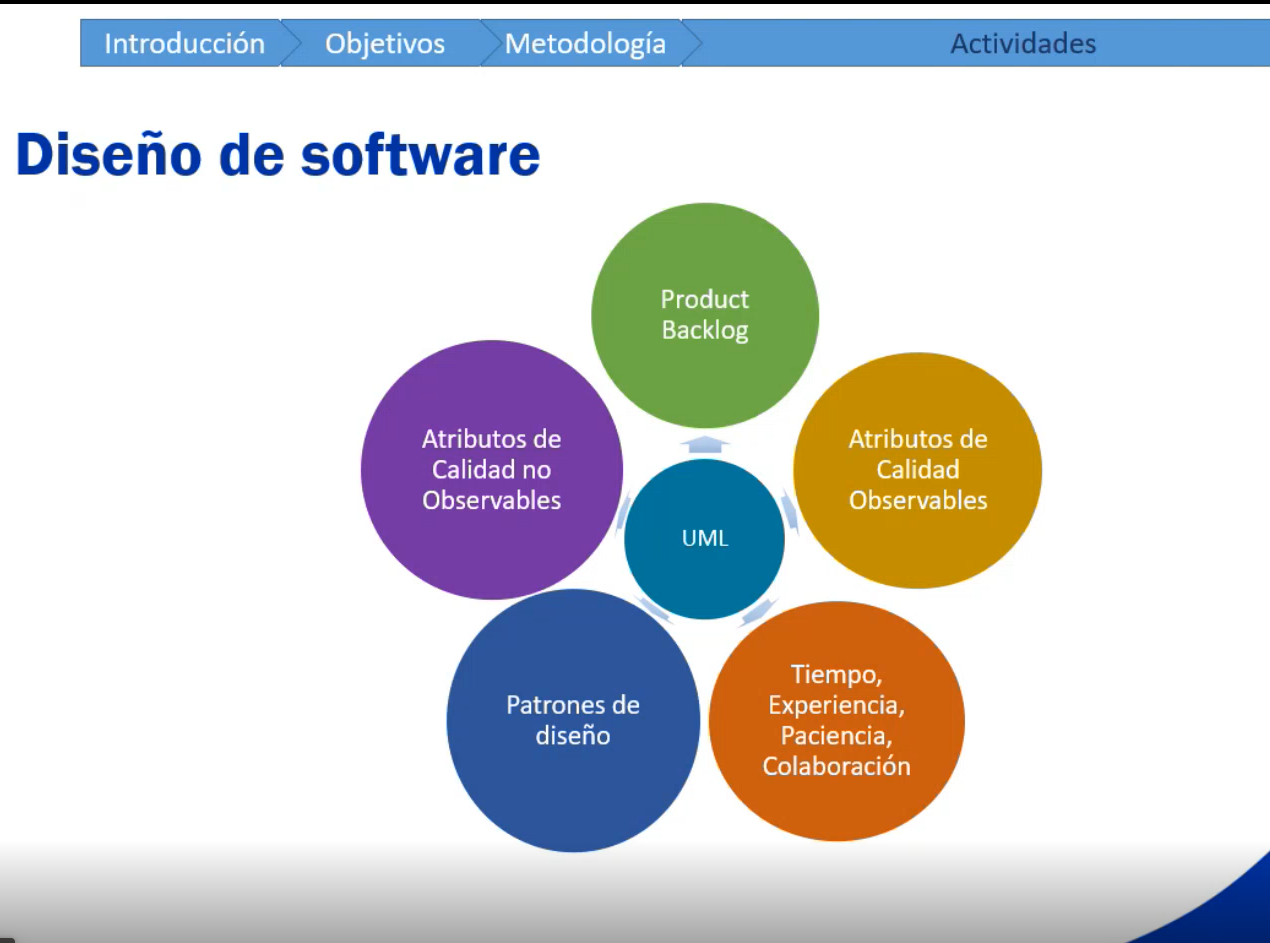 Introducción
Objetivos
Metodología
Actividades
Diseño de software
Product
Backlog
Atributos de
Calidad no
Observables
Atributos de
Calidad
Observables
UML
Patrones de
diseño
Tiempo,
Experiencia,
Paciencia,
Colaboración